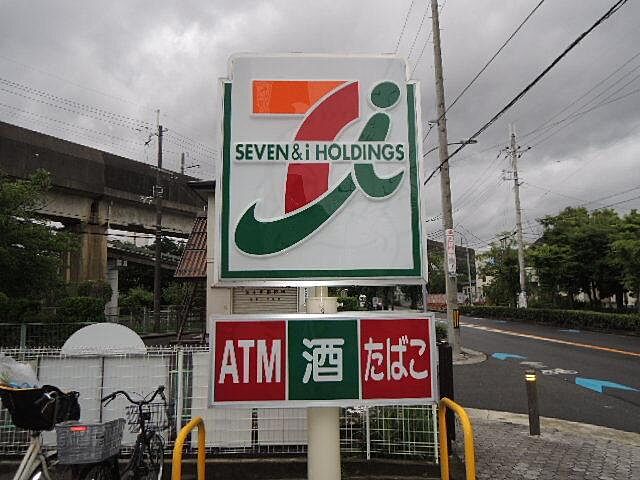 SEVEN & i HOLDINGS
ATM 酒 たばこ